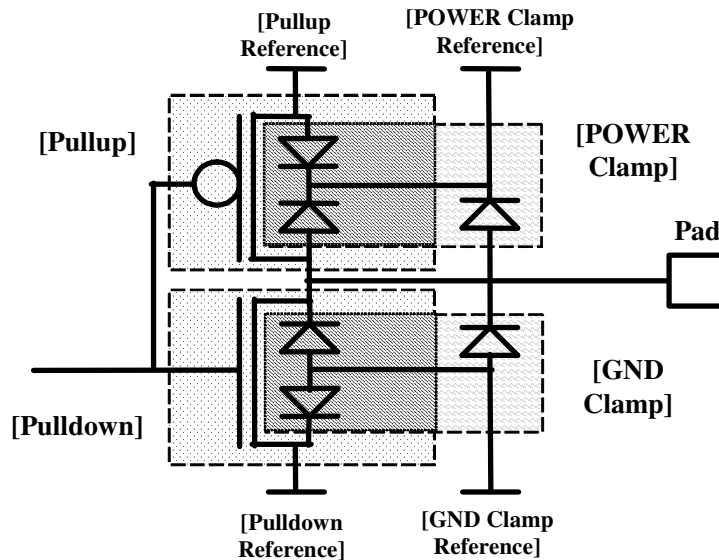 [Pullup
Reference]
[POWER Clamp
Reference]
[Pullup]
[POWER
Clamp]
Pad
[Pulldown]
[GND
Clamp]
[Pulldown
Reference]
[GND Clamp
Reference]